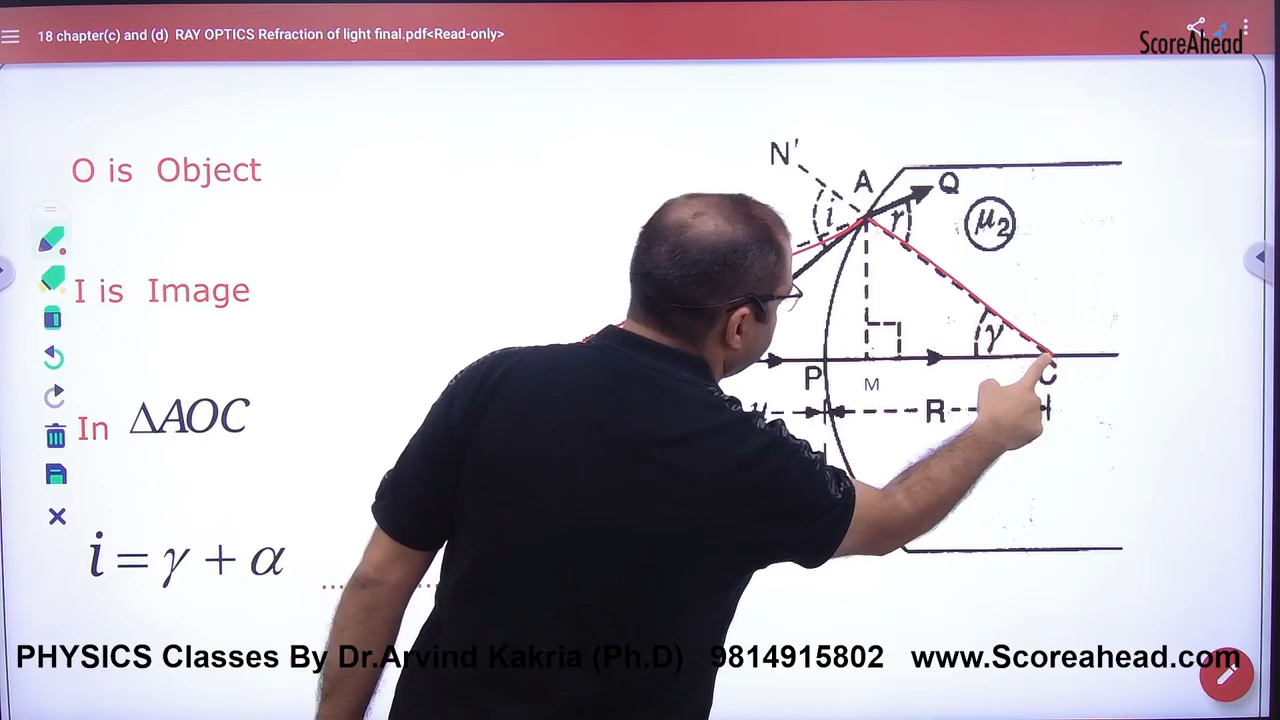 18 chapter(c) and (d) RAY OPTICS Refraction of light final.pdf<Read-only>
ScoreAhead
O is Object
I is Image
In ΔAOC
i = γ + α
N'
A
Q
i
r
μ₂
γ
P
M
C
u
R
PHYSICS Classes By Dr.Arvind Kakria (Ph.D) 9814915802 www.Scoreahead.com